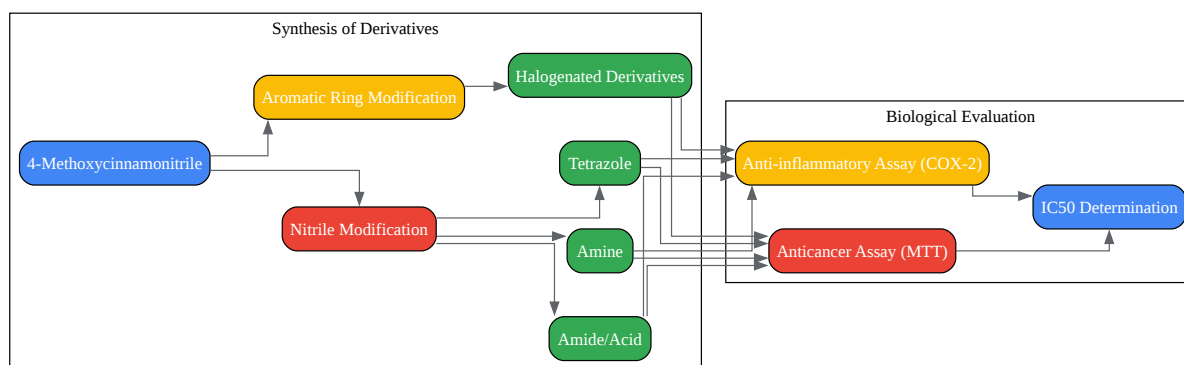 Synthesis of Derivatives
Halogenated Derivatives
Aromatic Ring Modification
Biological Evaluation
4-Methoxycinnamonitrile
Tetrazole
Anti-inflammatory Assay (COX-2)
IC50 Determination
Nitrile Modification
Amine
Anticancer Assay (MTT)
Amide/Acid